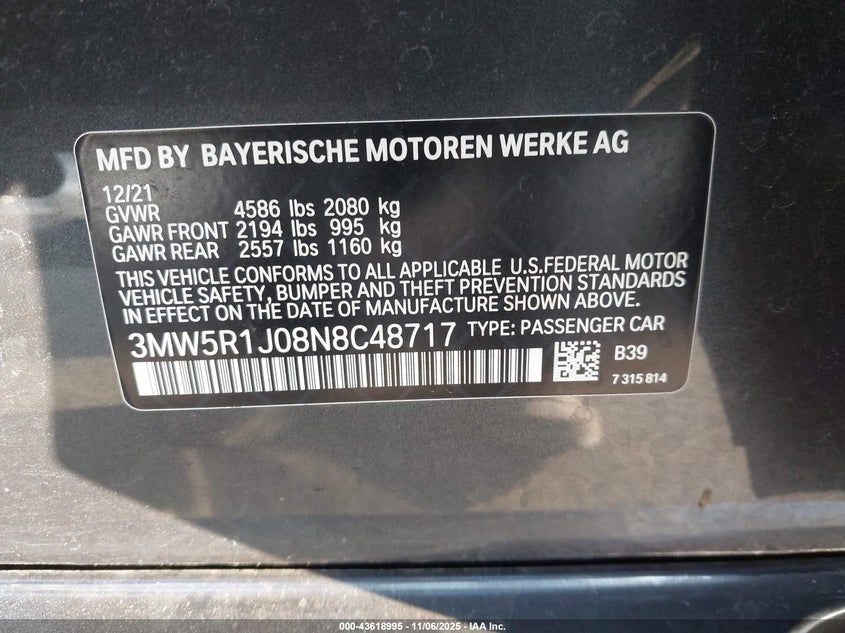 MFD BY BAYERISCHE MOTOREN WERKE AG
12/21
GVWR 4586 lbs 2080 kg
GAWR FRONT 2194 lbs 995 kg
GAWR REAR 2557 lbs 1160 kg
THIS VEHICLE CONFORMS TO ALL APPLICABLE U.S.FEDERAL MOTOR
VEHICLE SAFETY, BUMPER AND THEFT PREVENTION STANDARDS
IN EFFECT ON THE DATE OF MANUFACTURE SHOWN ABOVE.
3MW5R1J08N8C48717 TYPE: PASSENGER CAR
B39
7 315 814
000-43618995 - 11/06/2025 - IAA Inc.